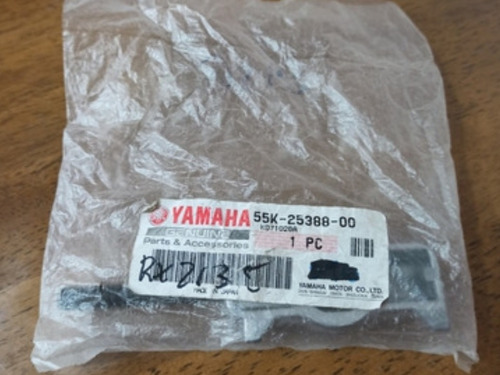 YAMAHA 55K-25388-00
GENUINE
Parts & Accessories
1 PC
RXZ135
MADE IN JAPAN
YAMAHA MOTOR CO.,LTD.